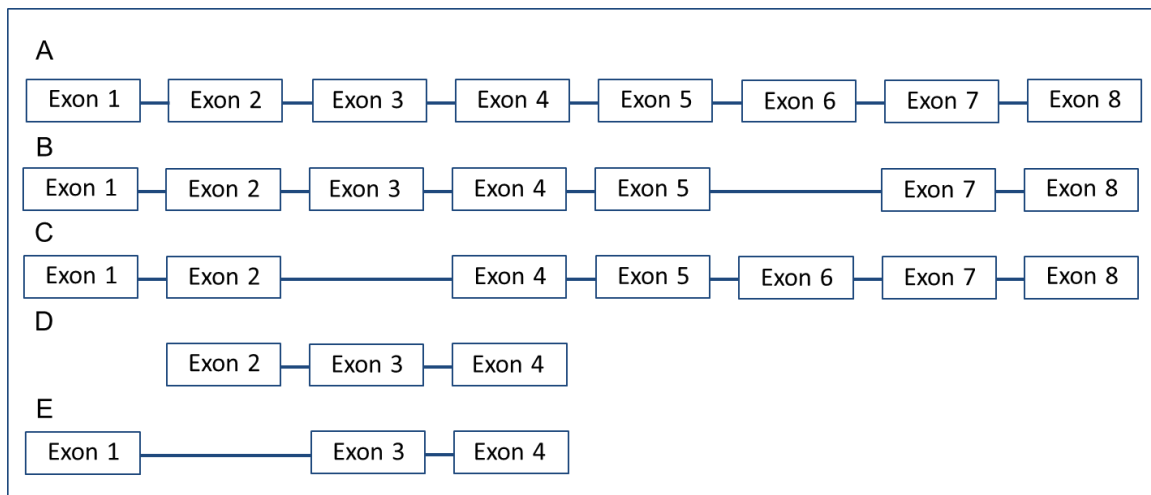 A
Exon 1 Exon 2 Exon 3 Exon 4 Exon 5 Exon 6 Exon 7 Exon 8
B
Exon 1 Exon 2 Exon 3 Exon 4 Exon 5 Exon 7 Exon 8
C
Exon 1 Exon 2 Exon 4 Exon 5 Exon 6 Exon 7 Exon 8
D
Exon 2 Exon 3 Exon 4
E
Exon 1 Exon 3 Exon 4